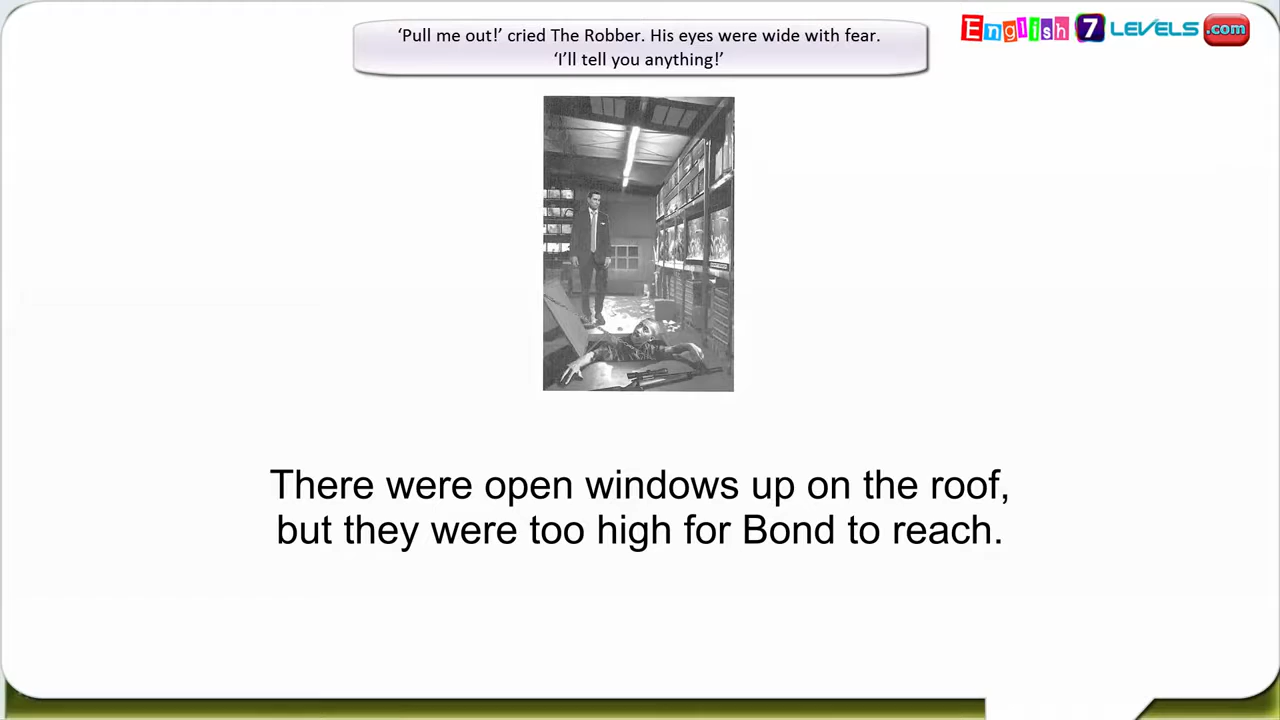 ‘Pull me out!’ cried The Robber. His eyes were wide with fear.
‘I’ll tell you anything!’
English 7 LEVELS .com
There were open windows up on the roof,
but they were too high for Bond to reach.